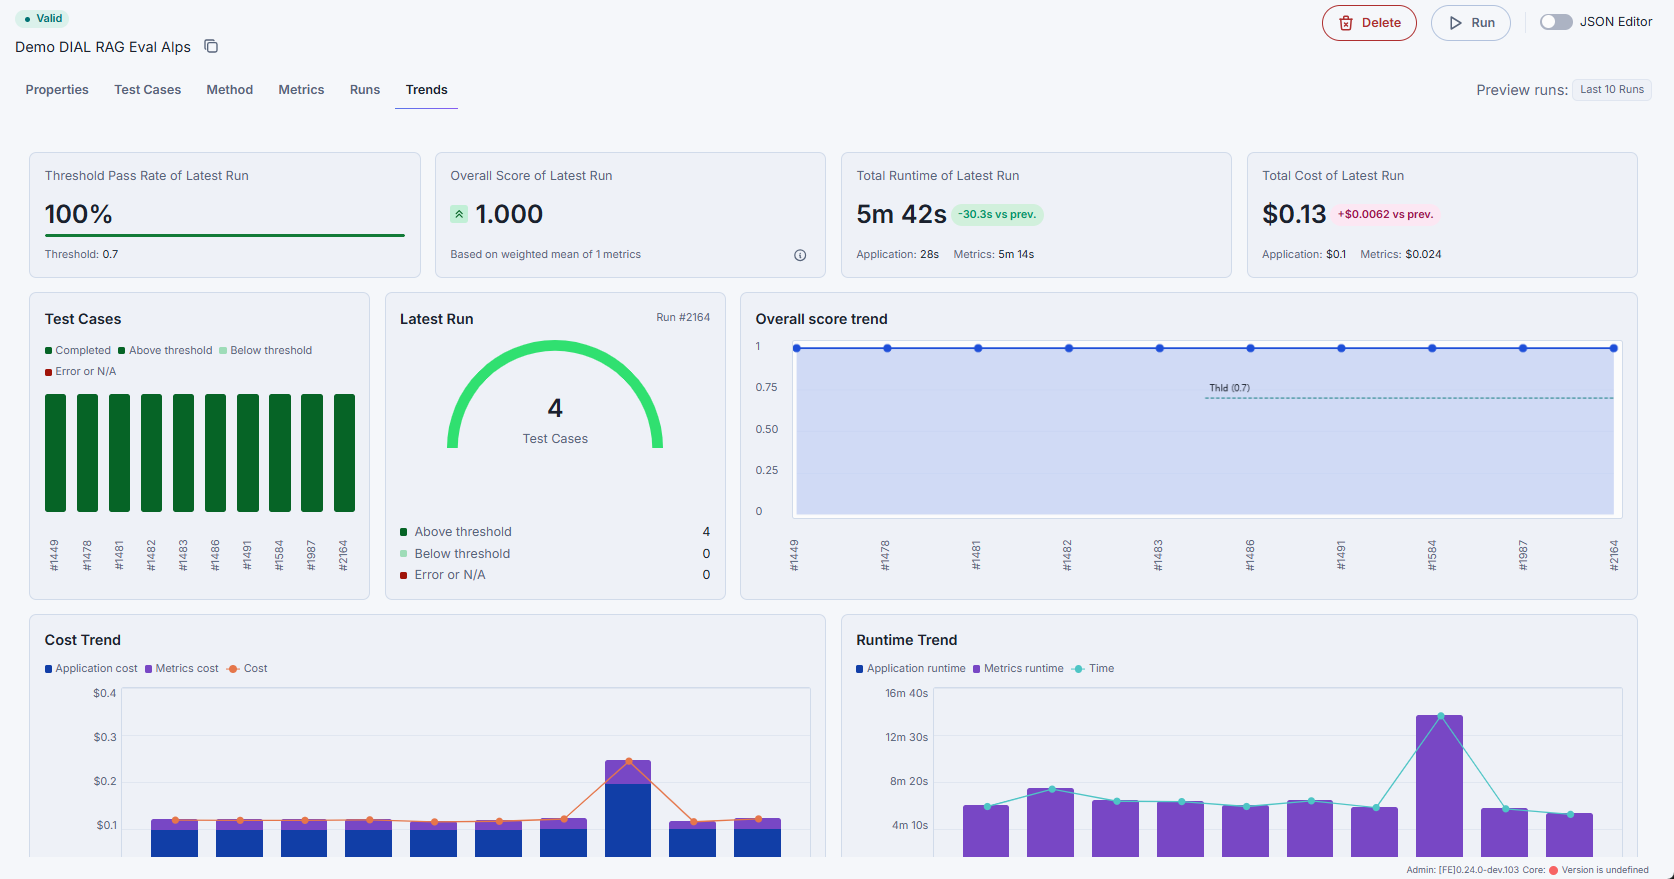 Valid
Delete
Run
JSON Editor
Demo DIAL RAG Eval Alps
Properties
Test Cases
Method
Metrics
Runs
Trends
Preview runs: Last 10 Runs
Threshold Pass Rate of Latest Run
100%
Threshold: 0.7
Overall Score of Latest Run
1.000
Based on weighted mean of 1 metrics
Total Runtime of Latest Run
5m 42s -30.3s vs prev.
Application: 28s Metrics: 5m 14s
Total Cost of Latest Run
$0.13 +$0.0062 vs prev.
Application: $0.1 Metrics: $0.024
Test Cases
Completed Above threshold Below threshold
Error or N/A
#1449
#1478
#1481
#1482
#1483
#1486
#1491
#1584
#1987
#2164
Latest Run
Run #2164
4
Test Cases
Above threshold 4
Below threshold 0
Error or N/A 0
Overall score trend
1
0.75
0.50
0.25
0
Thld (0.7)
#1449
#1478
#1481
#1482
#1483
#1486
#1491
#1584
#1987
#2164
Cost Trend
Application cost Metrics cost Cost
$0.4
$0.3
$0.2
$0.1
Runtime Trend
Application runtime Metrics runtime Time
16m 40s
12m 30s
8m 20s
4m 10s
Admin: [FE]0.24.0-dev.103 Core: Version is undefined